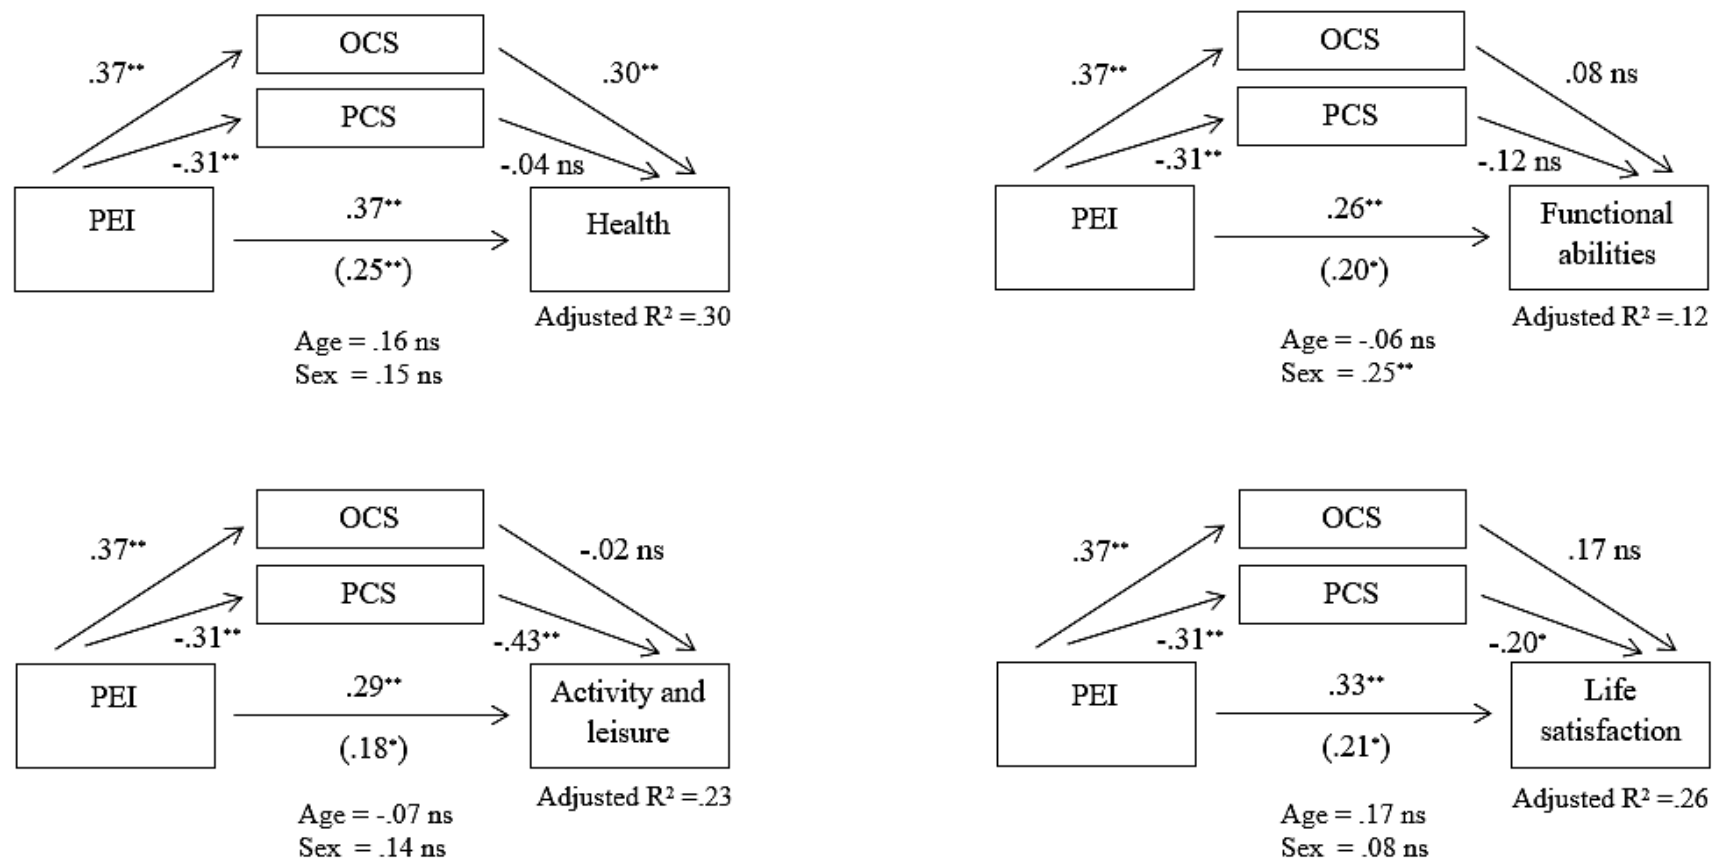 OCS
.37**
.30**
PCS
-.31**
-.04 ns
PEI
.37**
Health
(.25**)
Adjusted R² =.30
Age = .16 ns
Sex = .15 ns
OCS
.37**
.08 ns
PCS
-.31**
-.12 ns
PEI
.26**
Functional
abilities
(.20*)
Adjusted R² =.12
Age = -.06 ns
Sex = .25**
OCS
.37**
-.02 ns
PCS
-.31**
-.43**
PEI
.29**
Activity and
leisure
(.18*)
Adjusted R² =.23
Age = -.07 ns
Sex = .14 ns
OCS
.37**
.17 ns
PCS
-.31**
-.20*
PEI
.33**
Life
satisfaction
(.21*)
Adjusted R² =.26
Age = .17 ns
Sex = .08 ns